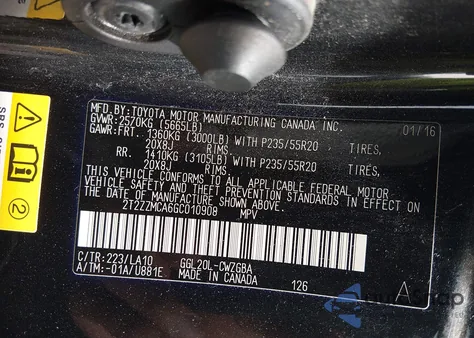 MFD.BY:TOYOTA MOTOR MANUFACTURING CANADA INC.
GVWR: 2570KG (5665LB) 01/16
GAWR: FRT. 1360KG (3000LB) WITH P235/55R20 TIRES,
20X8J RIMS.
RR. 1410KG (3105LB) WITH P235/55R20 TIRES,
20X8J RIMS.
THIS VEHICLE CONFORMS TO ALL APPLICABLE FEDERAL MOTOR
VEHICLE SAFETY AND THEFT PREVENTION STANDARDS IN EFFECT ON
THE DATE OF MANUFACTURE SHOWN ABOVE.
2T2ZZMCA6GC010909 MPV
C/TR:223/LA10 GGL20L-CWZGBA
A/TM:-01A/U881E MADE IN CANADA 126 A
SRS
2